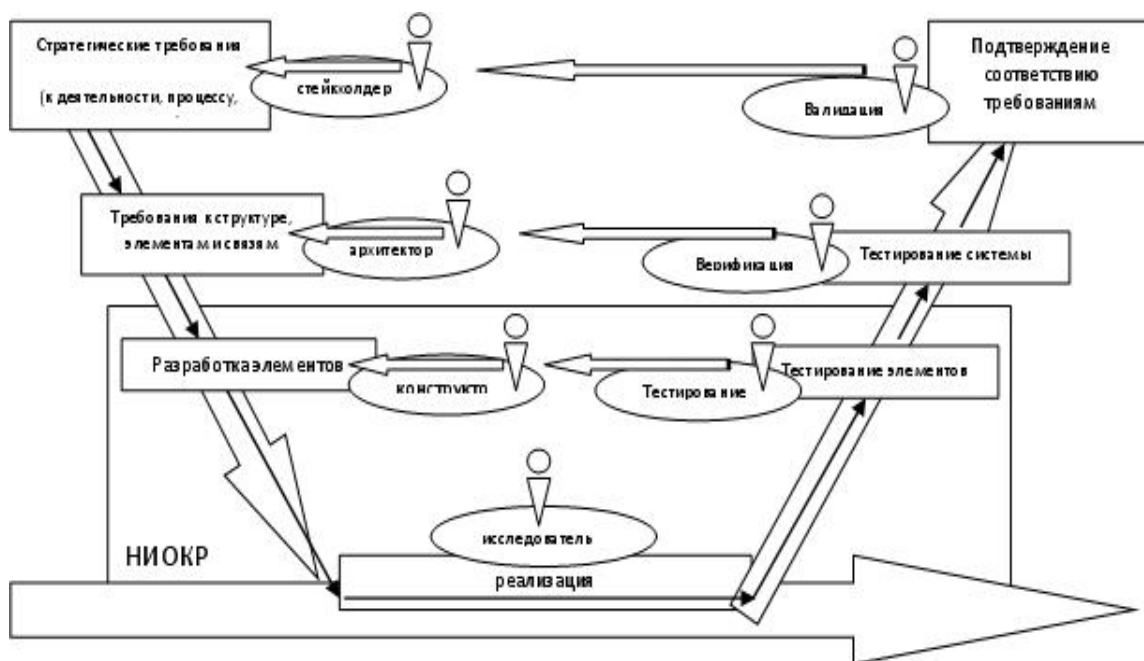 Стратегические требования
(к деятельности, процессу,
стейкхолдер
Валидация
Подтверждение
соответствию
требованиям
Требования к структуре,
элементам и связям
архитектор
Верификация
Тестирование системы
Разработка элементов
конструкто
Тестирование
Тестирование элементов
исследователь
НИОКР
реализация